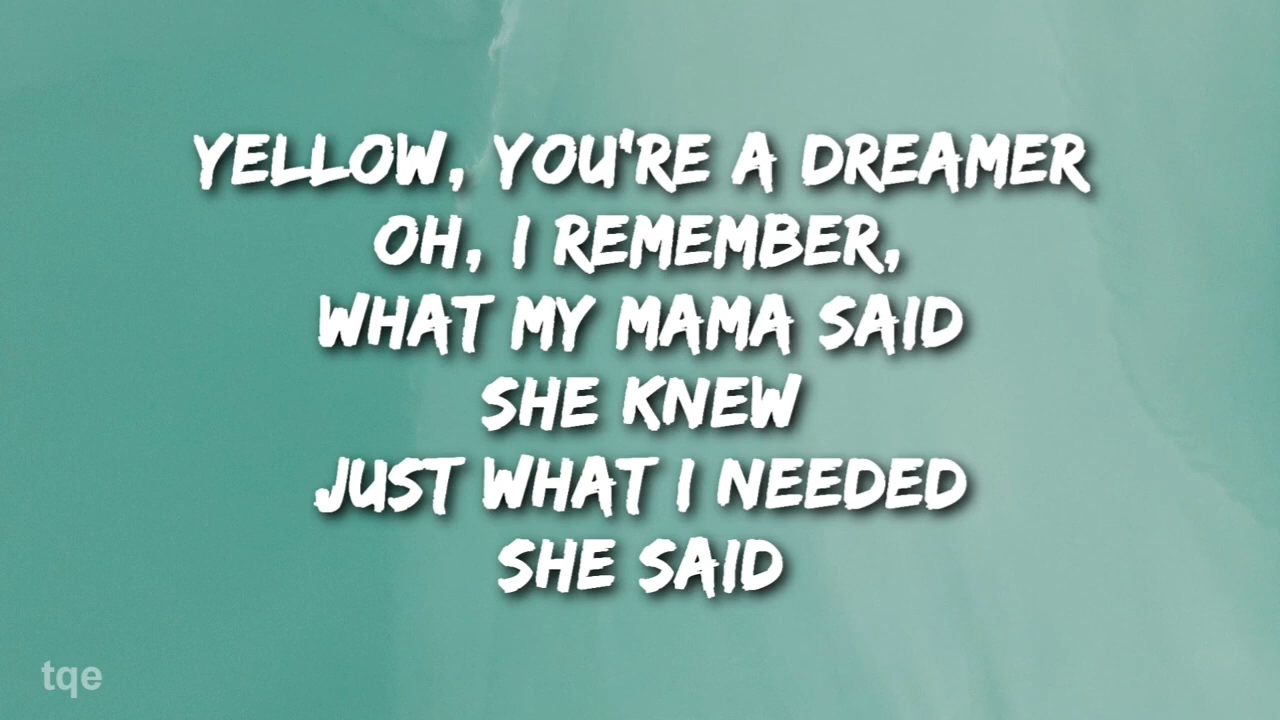 YELLOW, YOU'RE A DREAMER
OH, I REMEMBER,
WHAT MY MAMA SAID
SHE KNEW
JUST WHAT I NEEDED
SHE SAID
tqe